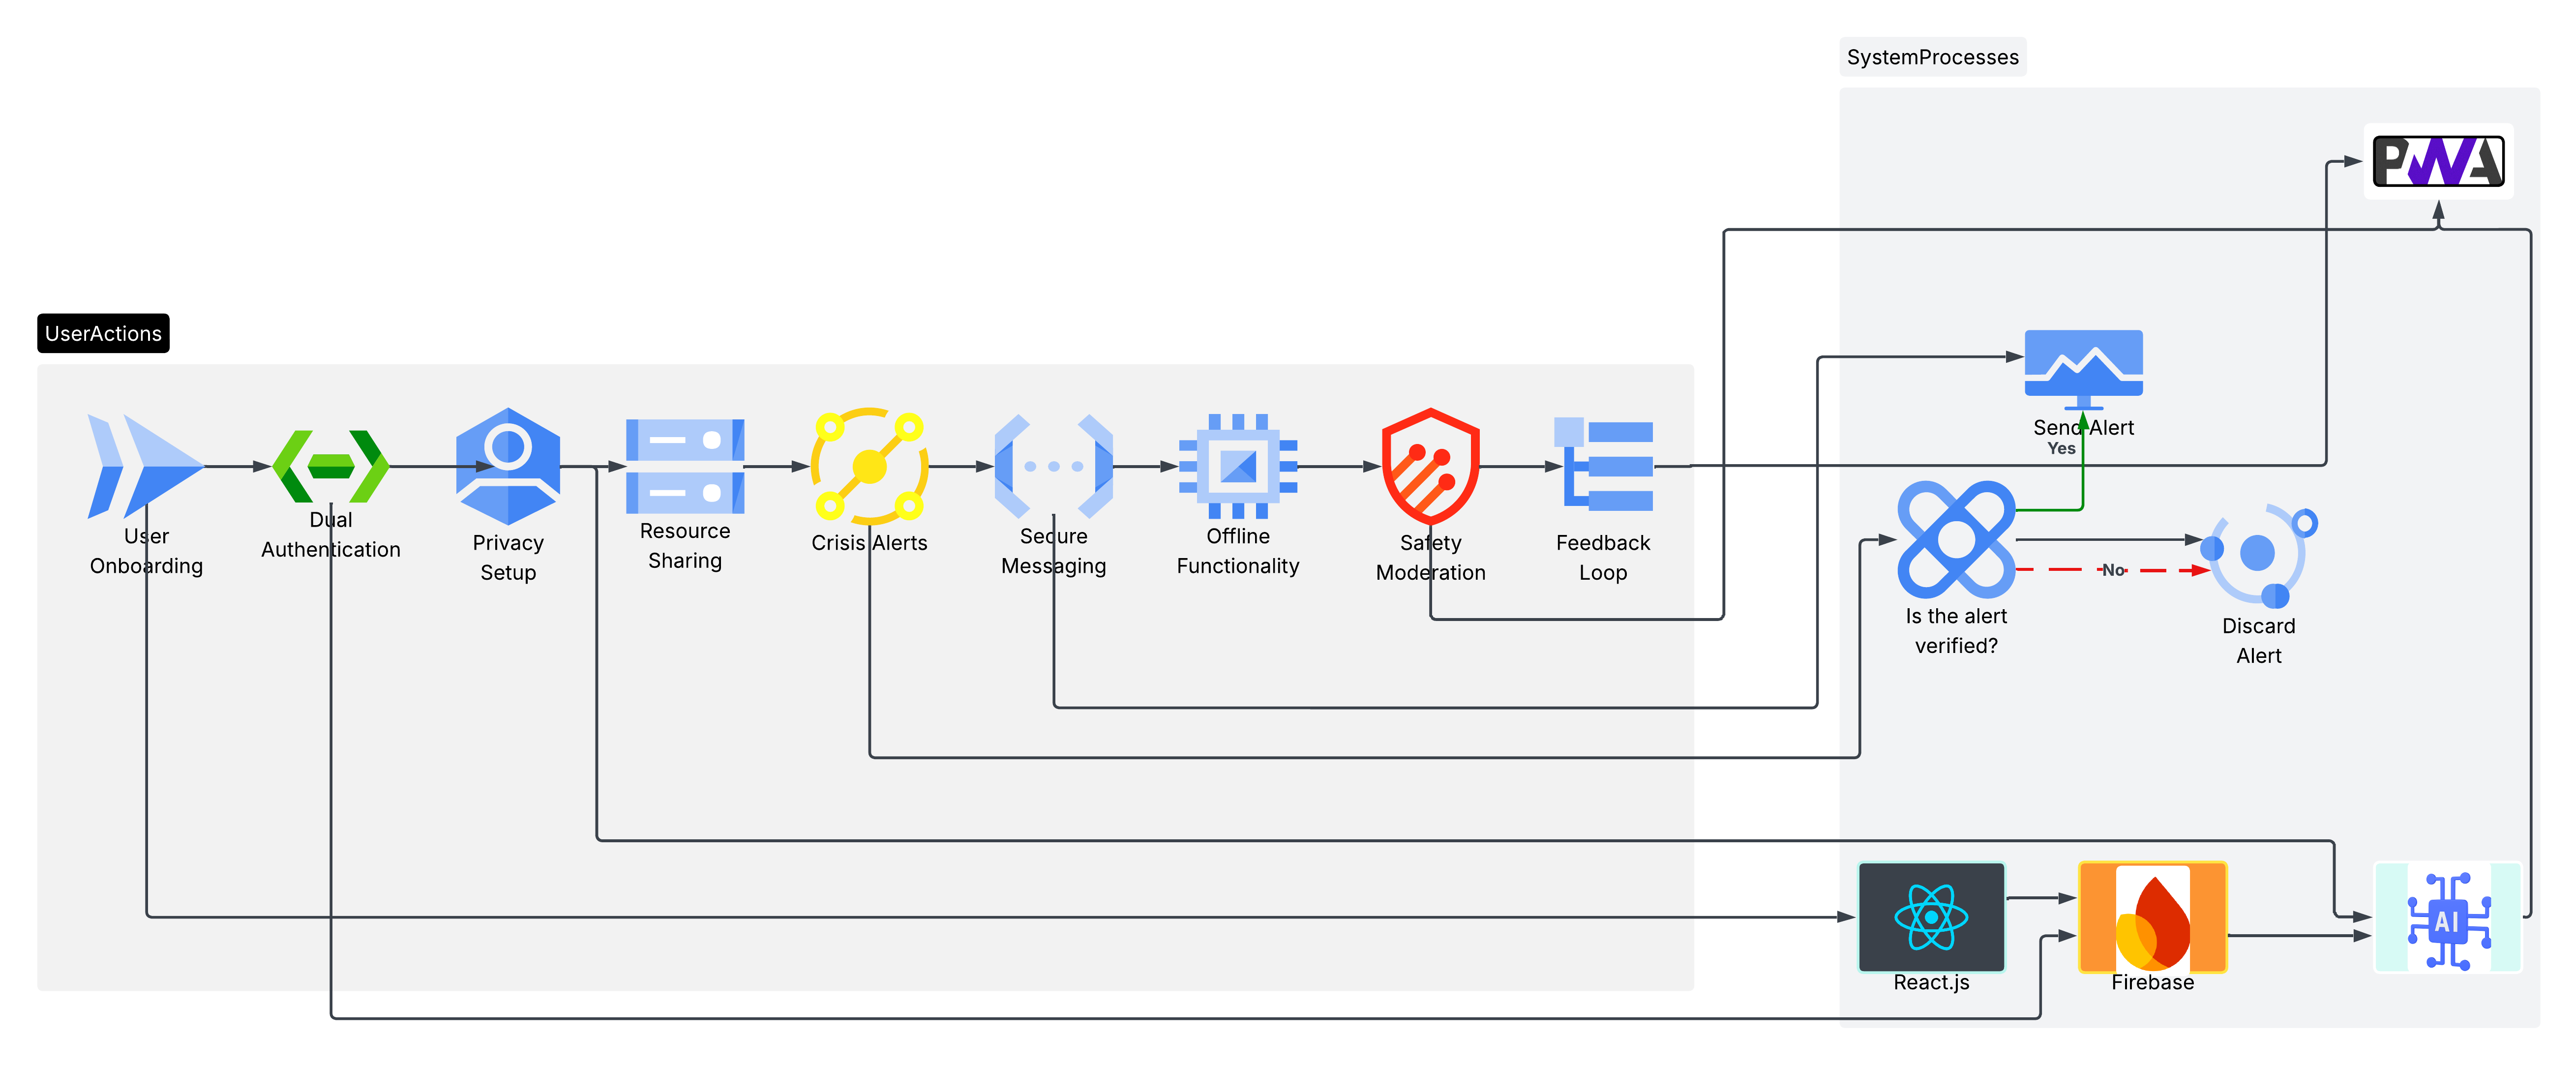 SystemProcesses
PWA
UserActions
Send Alert
Yes
User
Onboarding
Dual
Authentication
Privacy
Setup
Resource
Sharing
Crisis Alerts
Secure
Messaging
Offline
Functionality
Safety
Moderation
Feedback
Loop
No
Is the alert
verified?
Discard
Alert
AI
React.js
Firebase